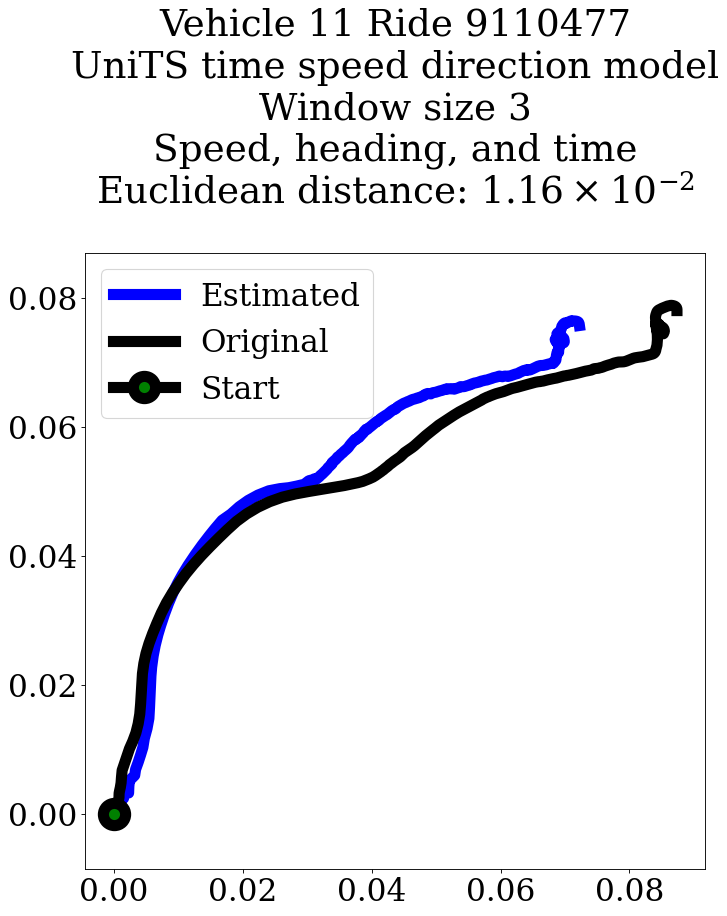 Vehicle 11 Ride 9110477
UniTS time speed direction model
Window size 3
Speed, heading, and time
Euclidean distance: $1.16 \times 10^{-2}$
Estimated
Original
Start
0.08
0.06
0.04
0.02
0.00
0.00 0.02 0.04 0.06 0.08